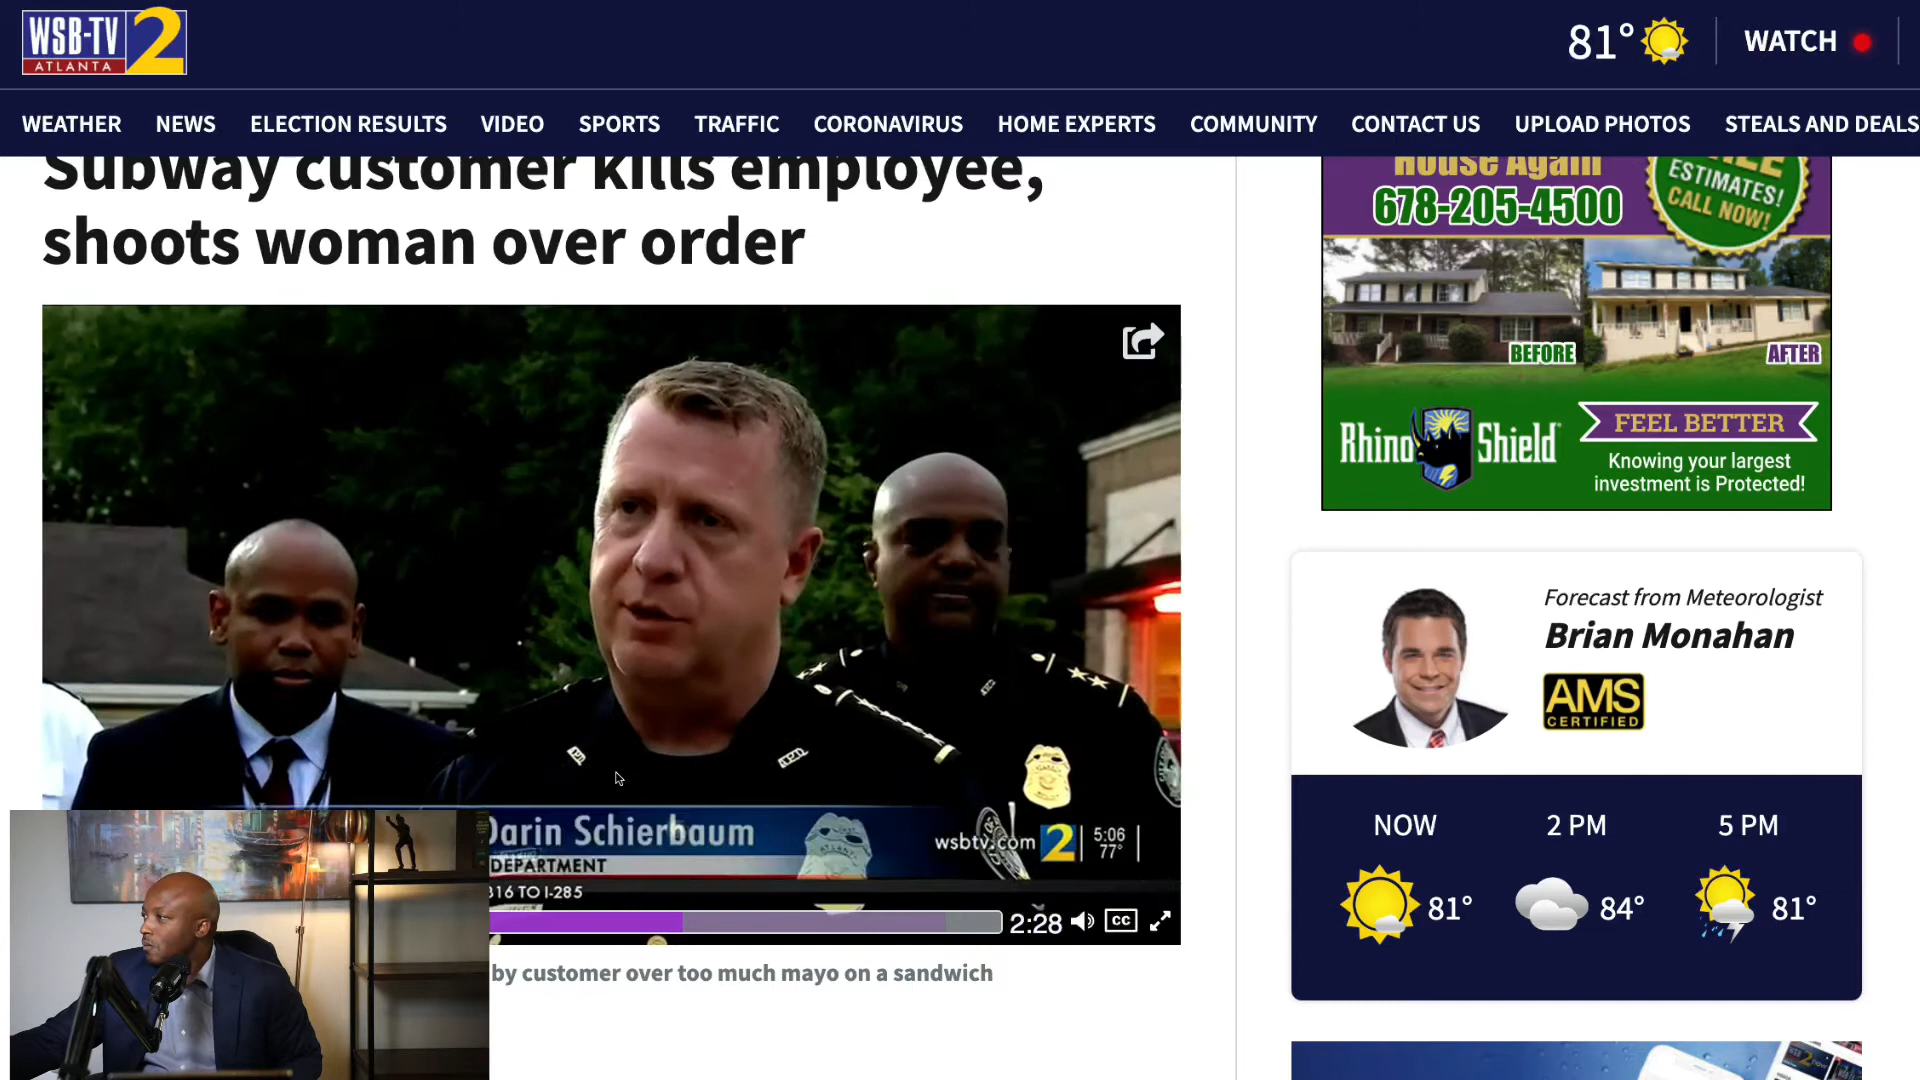 WSB-TV 2
ATLANTA
81°
WATCH
WEATHER NEWS ELECTION RESULTS VIDEO SPORTS TRAFFIC CORONAVIRUS HOME EXPERTS COMMUNITY CONTACT US UPLOAD PHOTOS STEALS AND DEALS
Subway customer kills employee,
shoots woman over order
Darin Schierbaum
DEPARTMENT
316 TO I-285
wsbtv.com 2
5:06
77°
2:28
CC
by customer over too much mayo on a sandwich
APD
House Again
678-205-4500
FREE
ESTIMATES!
CALL NOW!
BEFORE
AFTER
Rhino Shield
FEEL BETTER
Knowing your largest
investment is Protected!
Forecast from Meteorologist
Brian Monahan
AMS
CERTIFIED
NOW 2 PM 5 PM
81° 84° 81°